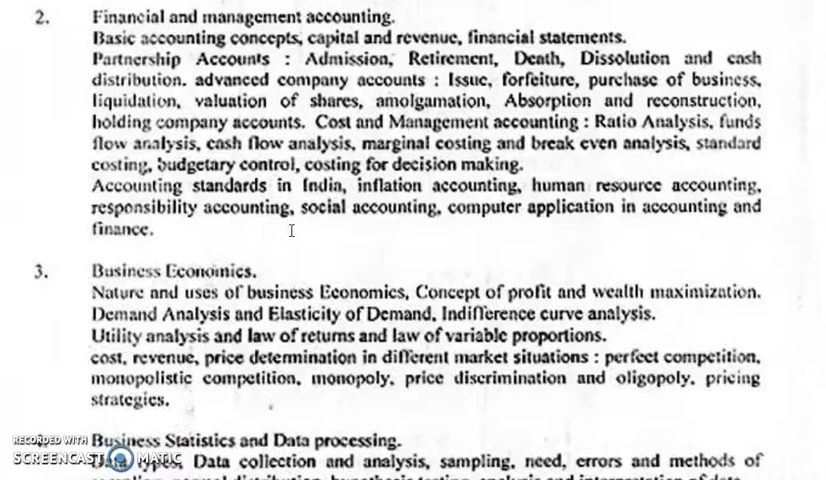 2. Financial and management accounting.
Basic accounting concepts, capital and revenue, financial statements.
Partnership Accounts : Admission, Retirement, Death, Dissolution and cash
distribution. advanced company accounts : Issue, forfeiture, purchase of business,
liquidation, valuation of shares, amolgamation, Absorption and reconstruction,
holding company accounts. Cost and Management accounting : Ratio Analysis, funds
flow analysis, cash flow analysis, marginal costing and break even analysis, standard
costing, budgetary control, costing for decision making.
Accounting standards in India, inflation accounting, human resource accounting,
responsibility accounting, social accounting, computer application in accounting and
finance.
3. Business Economics.
Nature and uses of business Economics, Concept of profit and wealth maximization.
Demand Analysis and Elasticity of Demand, Indifference curve analysis.
Utility analysis and law of returns and law of variable proportions.
cost, revenue, price determination in different market situations : perfect competition,
monopolistic competition, monopoly, price discrimination and oligopoly, pricing
strategies.
Business Statistics and Data processing.
Data types, Data collection and analysis, sampling, need, errors and methods of
RECORDED WITH
SCREENCAST MATIC